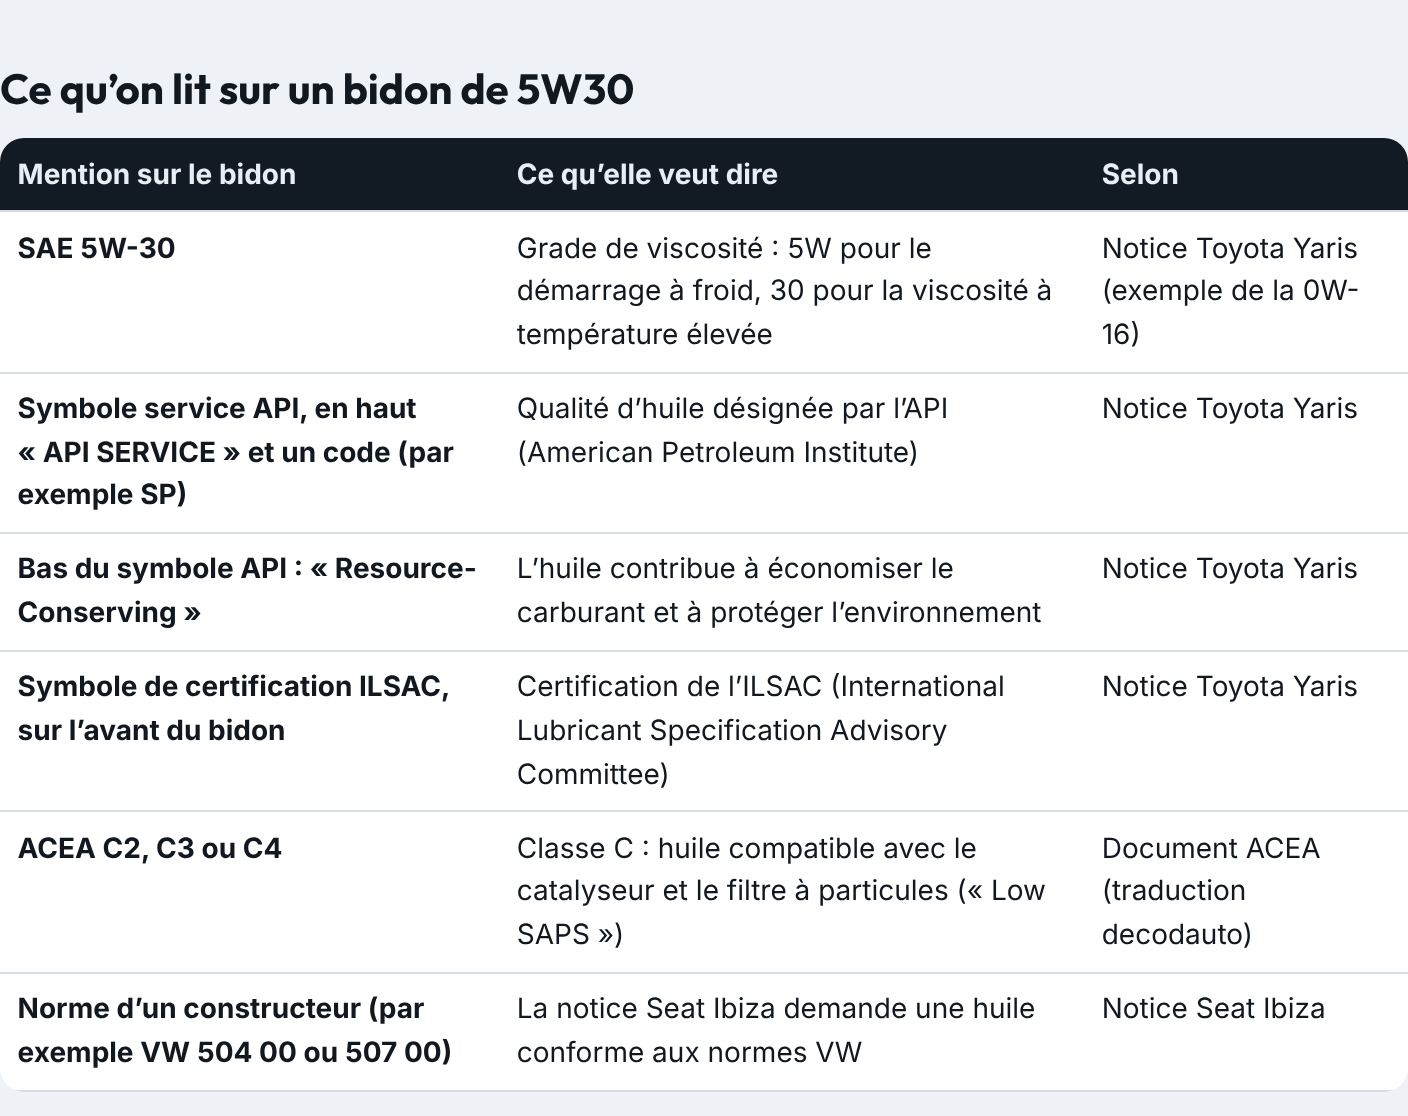 Ce qu’on lit sur un bidon de 5W30
Mention sur le bidon
Ce qu’elle veut dire
Selon
SAE 5W-30
Grade de viscosité : 5W pour le
démarrage à froid, 30 pour la viscosité à
température élevée
Notice Toyota Yaris
(exemple de la 0W-
16)
Symbole service API, en haut
« API SERVICE » et un code (par
exemple SP)
Qualité d’huile désignée par l’API
(American Petroleum Institute)
Notice Toyota Yaris
Bas du symbole API : « Resource-
Conserving »
L’huile contribue à économiser le
carburant et à protéger l’environnement
Notice Toyota Yaris
Symbole de certification ILSAC,
sur l’avant du bidon
Certification de l’ILSAC (International
Lubricant Specification Advisory
Committee)
Notice Toyota Yaris
ACEA C2, C3 ou C4
Classe C : huile compatible avec le
catalyseur et le filtre à particules (« Low
SAPS »)
Document ACEA
(traduction
decodauto)
Norme d’un constructeur (par
exemple VW 504 00 ou 507 00)
La notice Seat Ibiza demande une huile
conforme aux normes VW
Notice Seat Ibiza